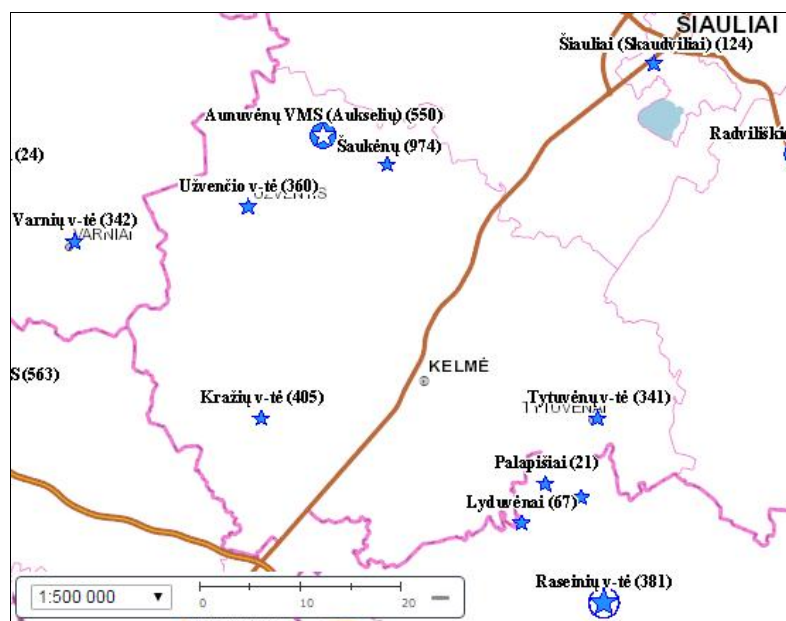 ŠIAULIAI
Šiauliai (Skaudviliai) (124)
Aunuvėnų VMS (Aukselių) (550)
Radviliškio
Šaukėnų (974)
(24)
Užvenčio v-tė (360)
UŽVENTIS
Varnių v-tė (342)
VARNIAI
KELMĖ
S(563)
Kražių v-tė (405)
Tytuvėnų v-tė (341)
TYTUVĖNAI
Palapišiai (21)
Lyduvėnai (67)
Raseinių v-tė (381)
1:500 000
0 10 20